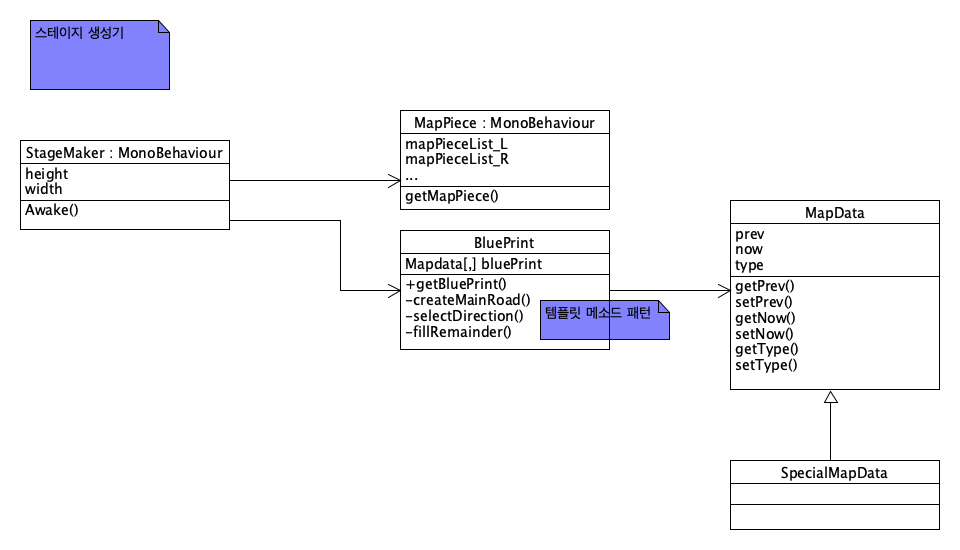 스테이지 생성기
StageMaker : MonoBehaviour
height
width
Awake()
MapPiece : MonoBehaviour
mapPieceList_L
mapPieceList_R
...
getMapPiece()
BluePrint
Mapdata[,] bluePrint
+getBluePrint()
-createMainRoad()
-selectDirection()
-fillRemainder()
템플릿 메소드 패턴
MapData
prev
now
type
getPrev()
setPrev()
getNow()
setNow()
getType()
setType()
SpecialMapData